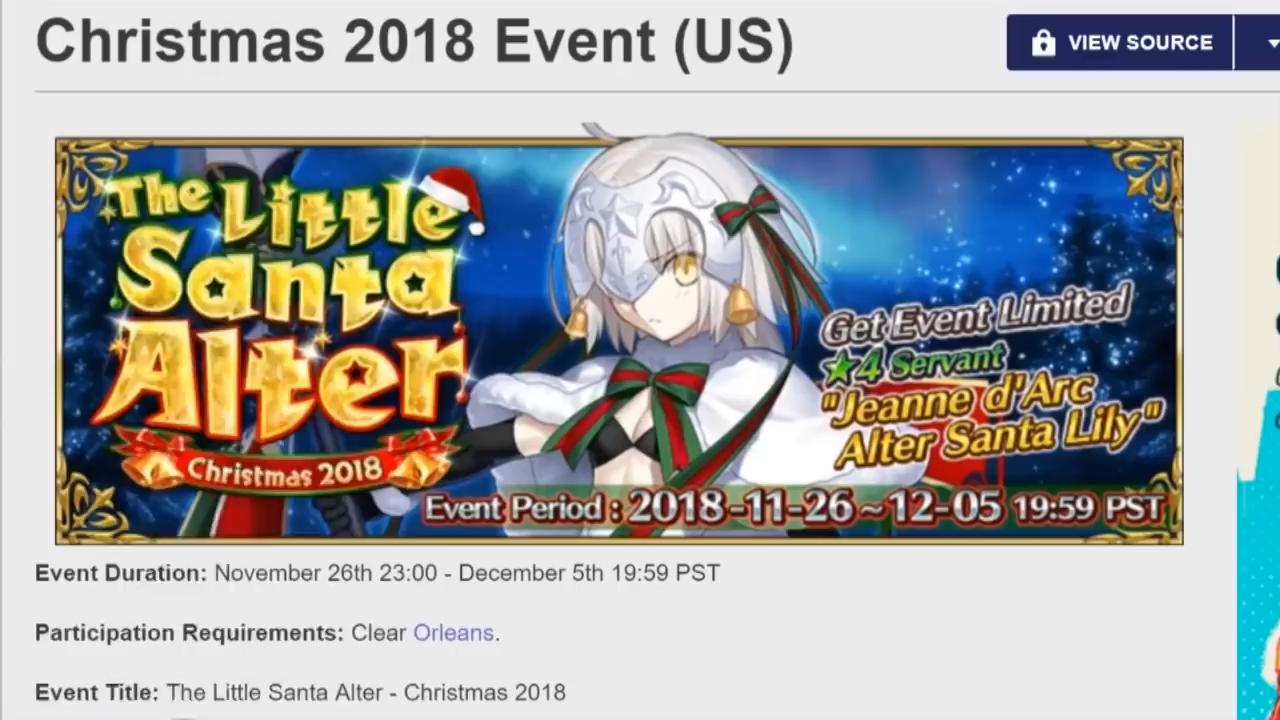 Christmas 2018 Event (US)
VIEW SOURCE
The Little
Santa
Alter
Christmas 2018
Get Event Limited
★4 Servant
"Jeanne d'Arc
Alter Santa Lily"
Event Period : 2018-11-26 ~ 12-05 19:59 PST
Event Duration: November 26th 23:00 - December 5th 19:59 PST
Participation Requirements: Clear Orleans.
Event Title: The Little Santa Alter - Christmas 2018